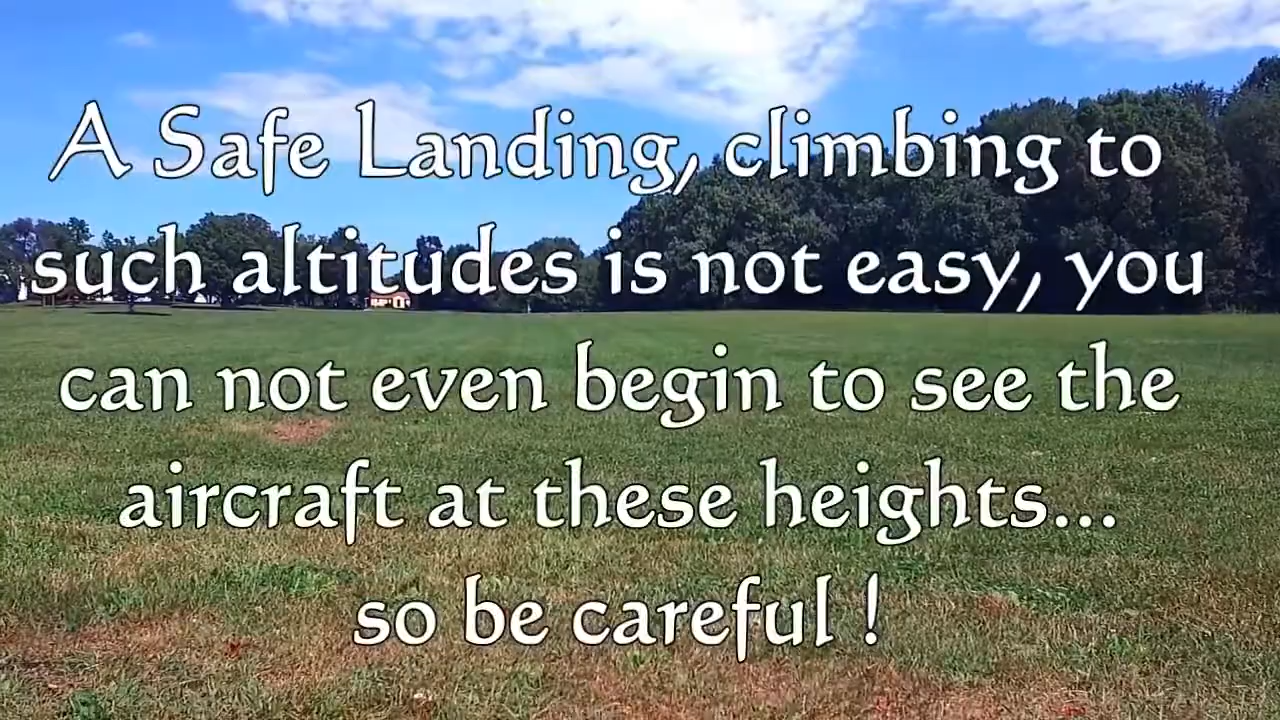 A Safe Landing, climbing to
such altitudes is not easy, you
can not even begin to see the
aircraft at these heights...
so be careful !